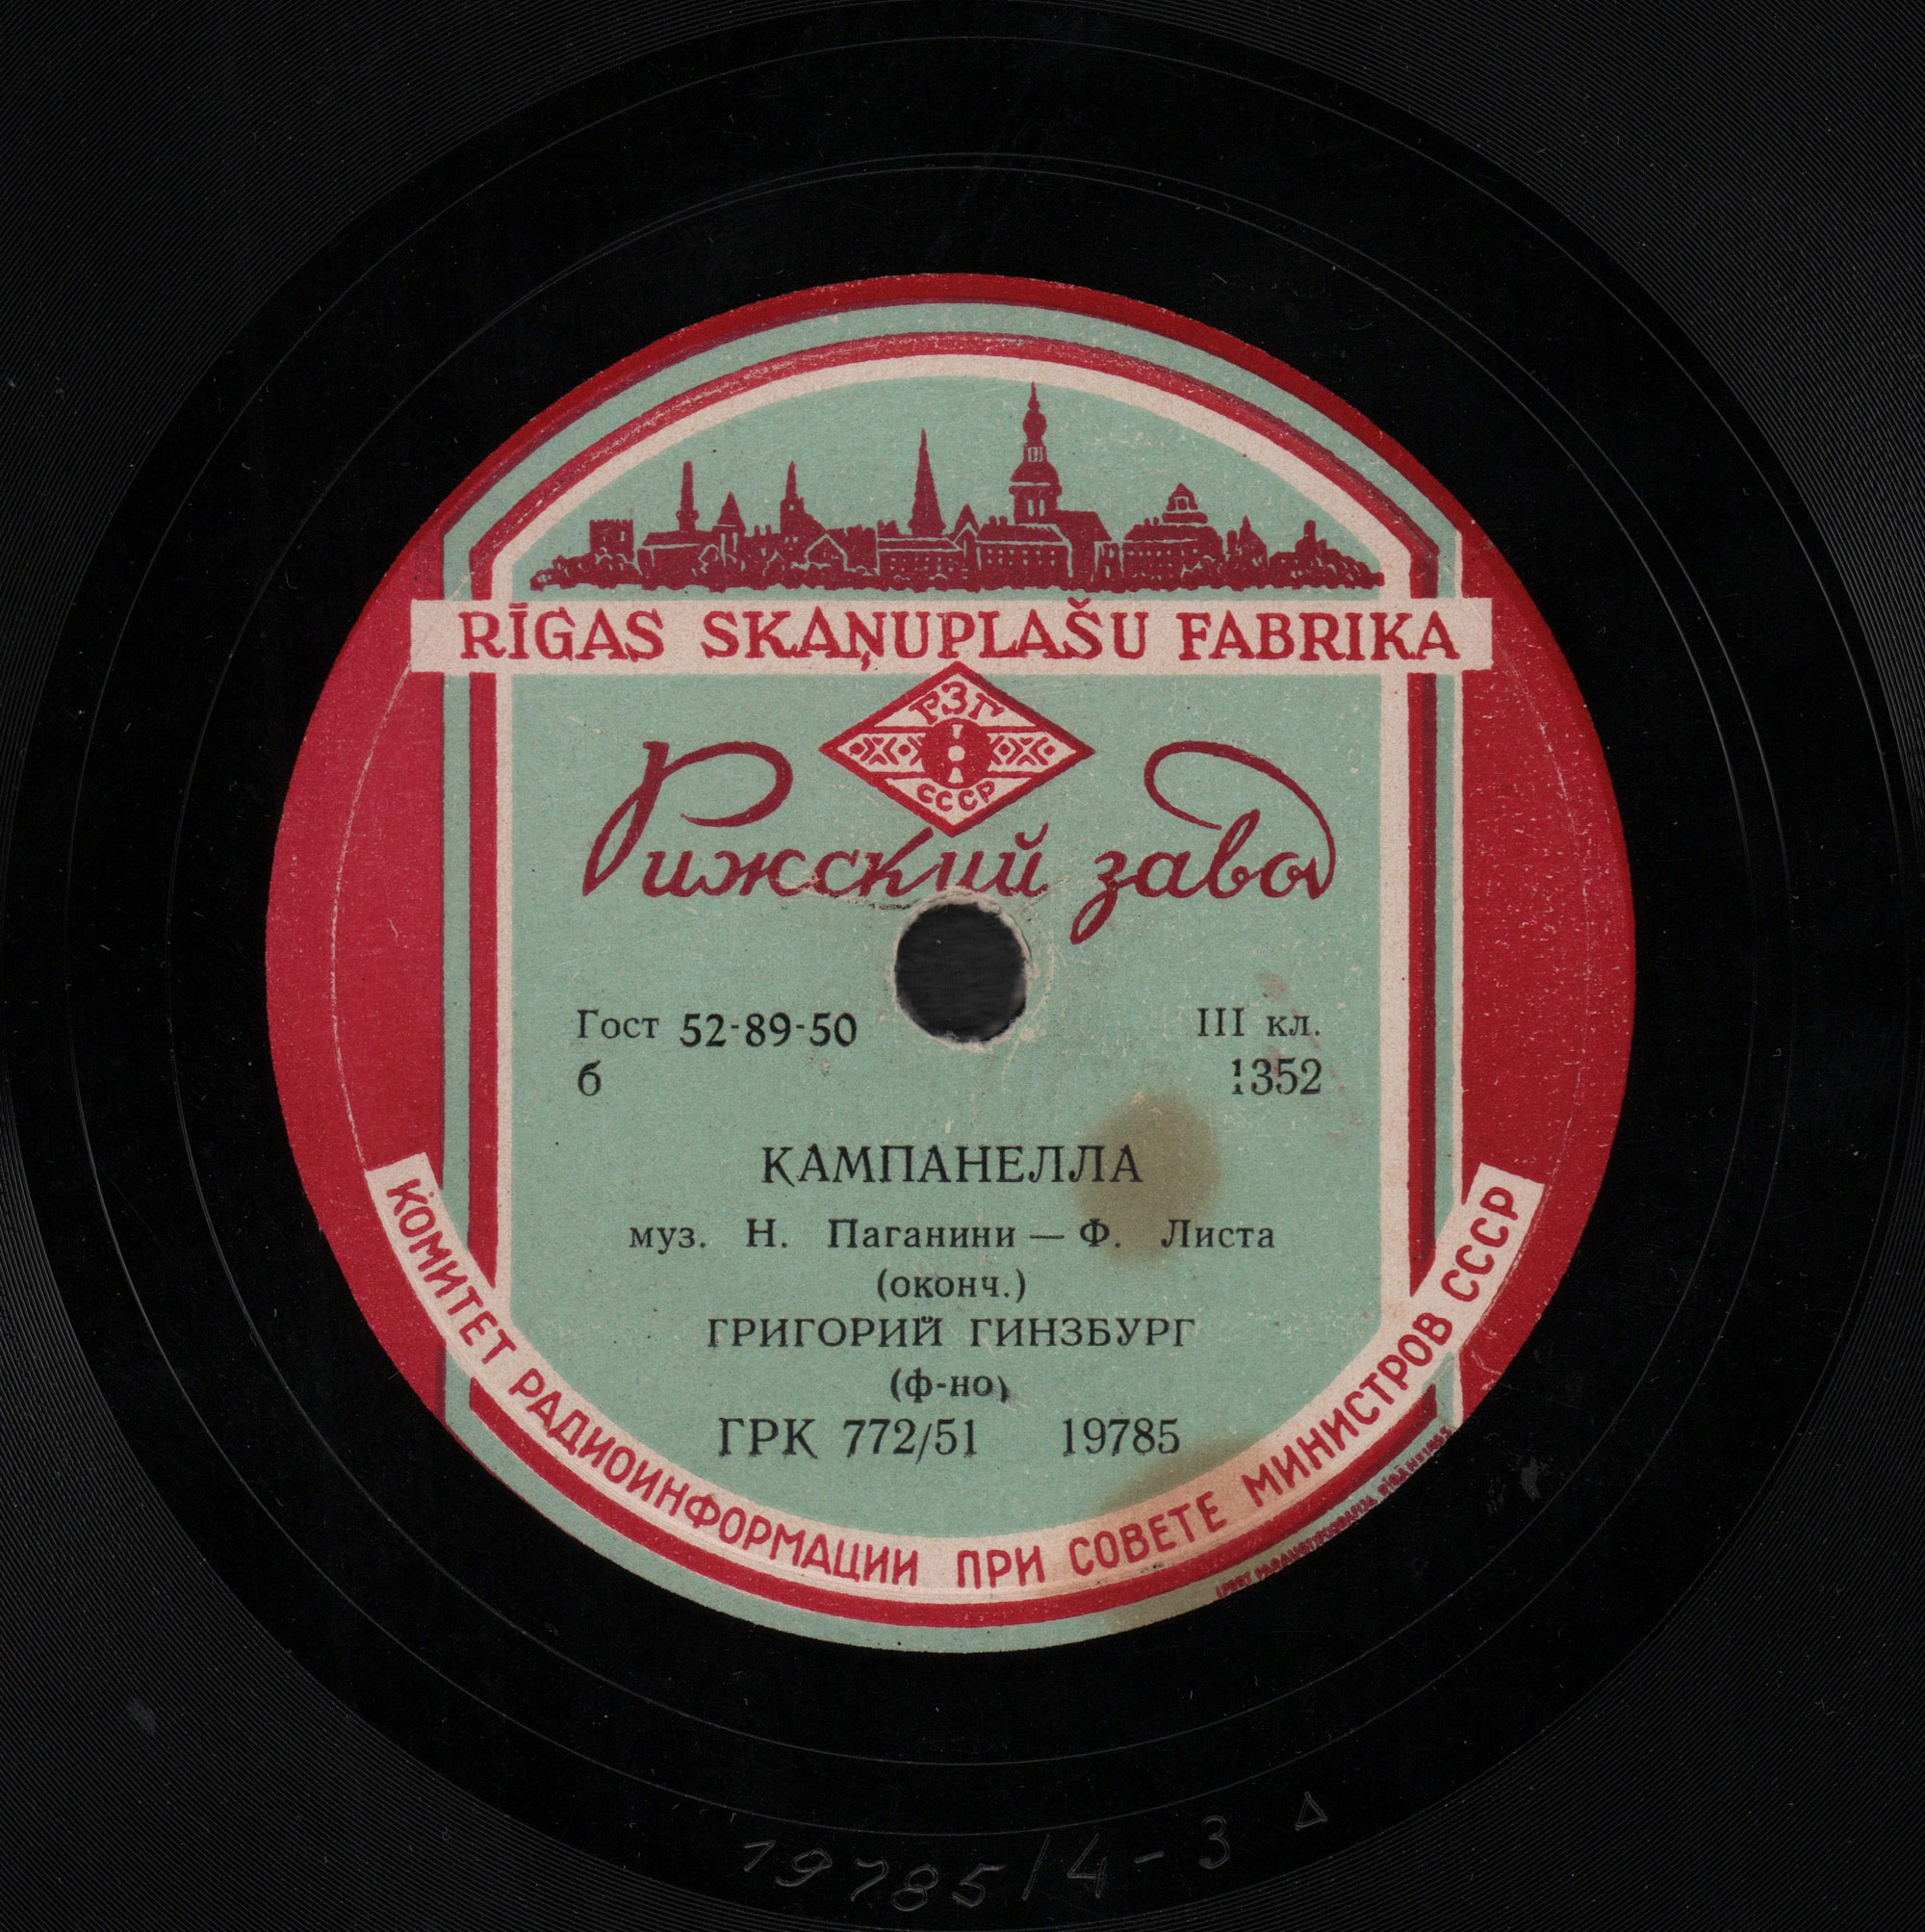 RĪGAS SKAŅUPLAŠU FABRIKA
РЗГ
СССР
Рижский завод
Гост 52-89-50
III кл.
б
1352
КАМПАНЕЛЛА
муз. Н. Паганини — Ф. Листа
(оконч.)
ГРИГОРИЙ ГИНЗБУРГ
(ф-но)
ГРК 772/51 19785
КОМИТЕТ РАДИОИНФОРМАЦИИ ПРИ СОВЕТЕ МИНИСТРОВ СССР
19785/4-3 Δ